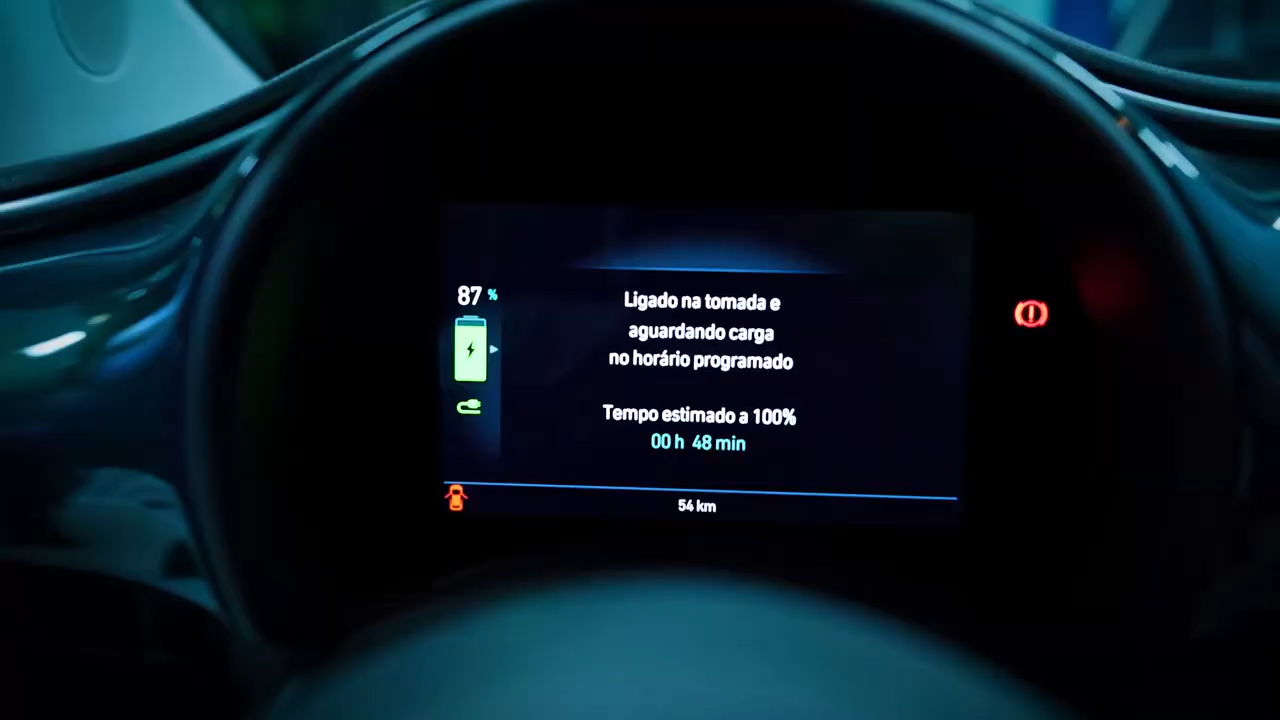 87 %
Ligado na tomada e
aguardando carga
no horário programado
Tempo estimado a 100%
00 h 48 min
54 km